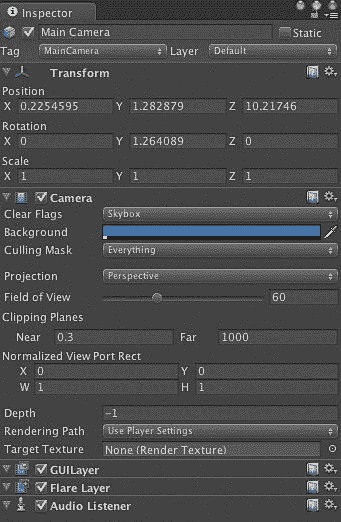 Inspector
Main Camera Static
Tag MainCamera Layer Default
Transform
Position
X 0.2254595 Y 1.282879 Z 10.21746
Rotation
X 0 Y 1.264089 Z 0
Scale
X 1 Y 1 Z 1
Camera
Clear Flags Skybox
Background
Culling Mask Everything
Projection Perspective
Field of View 60
Clipping Planes
Near 0.3 Far 1000
Normalized View Port Rect
X 0 Y 0
W 1 H 1
Depth -1
Rendering Path Use Player Settings
Target Texture None (Render Texture)
GUILayer
Flare Layer
Audio Listener